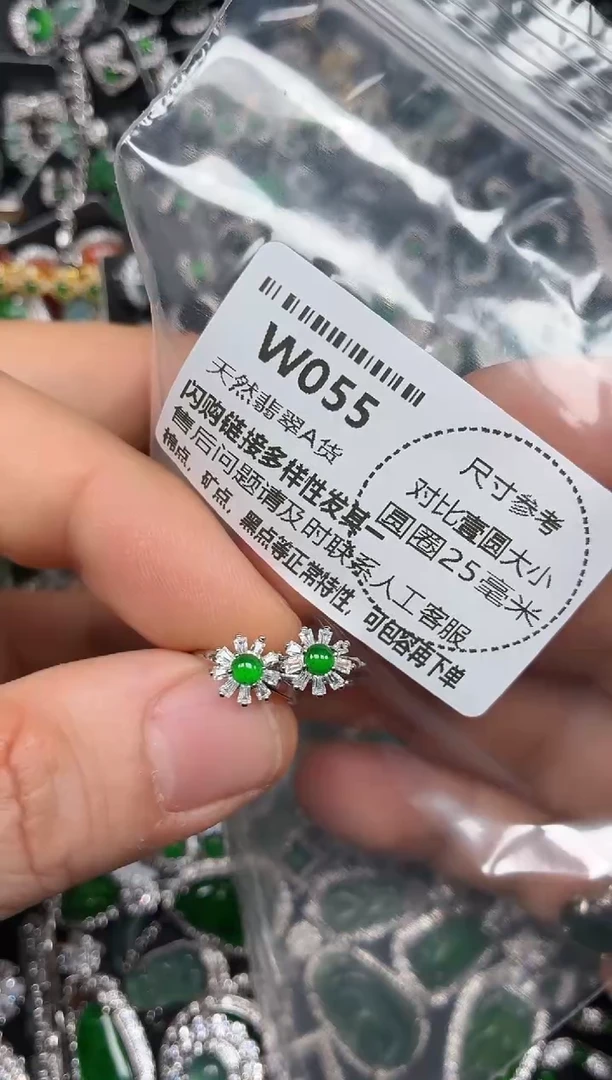 W055
天然翡翠A货
闪购链接多样性发其一
售后问题请及时联系人工客服
棉点，矿点，黑点等正常特性，可包容再下单
尺寸参考
对比圆圈大小
圆圈25毫米